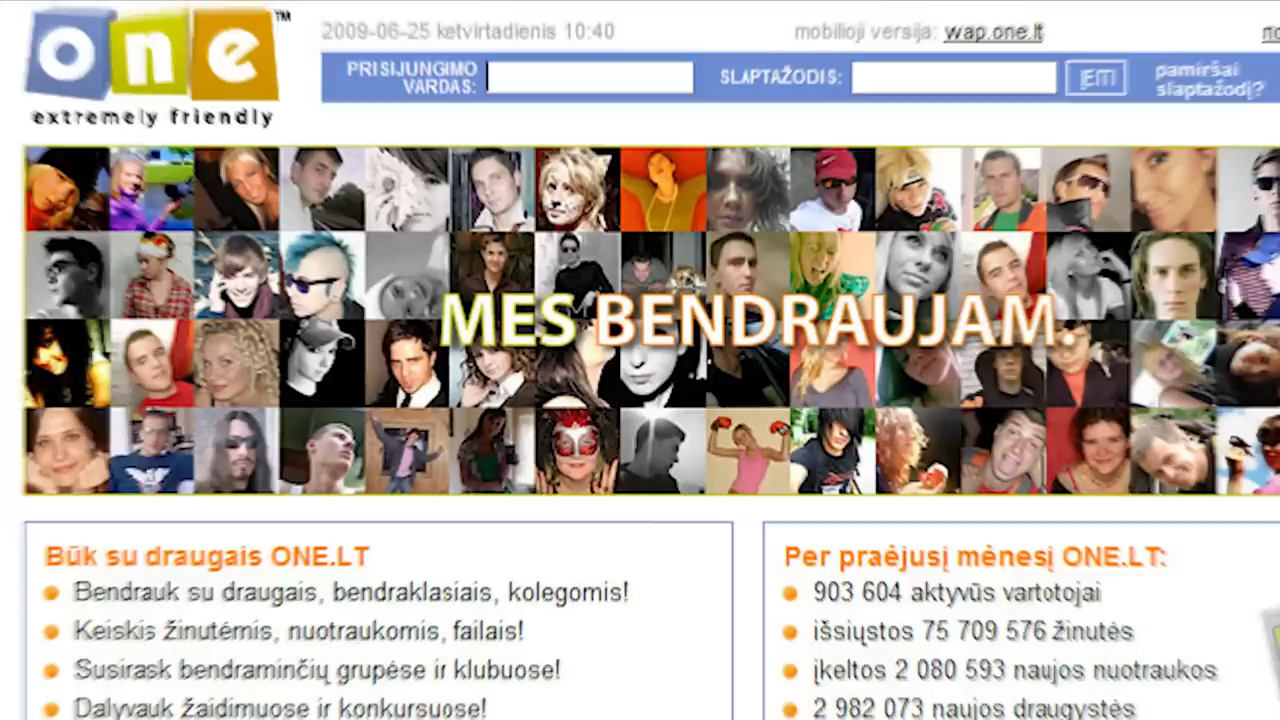 one™
extremely friendly
2009-06-25 ketvirtadienis 10:40
mobilioji versija: wap.one.lt
PRISIJUNGIMO VARDAS:
SLAPTAŽODIS:
ĮEITI
pamiršai
slaptažodį?
MES BENDRAUJAM.
Būk su draugais ONE.LT
Bendrauk su draugais, bendraklasiais, kolegomis!
Keiskis žinutėmis, nuotraukomis, failais!
Susirask bendraminčių grupėse ir klubuose!
Dalyvauk žaidimuose ir konkursuose!
Per praėjusį mėnesį ONE.LT:
903 604 aktyvūs vartotojai
išsiųstos 75 709 576 žinutės
įkeltos 2 080 593 naujos nuotraukos
2 982 073 naujos draugystės